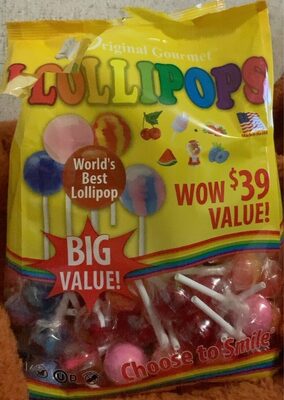 Original Gourmet
LOLLIPOPS
World's
Best
Lollipop
WOW $39
VALUE!
BIG
VALUE!
Choose to Smile